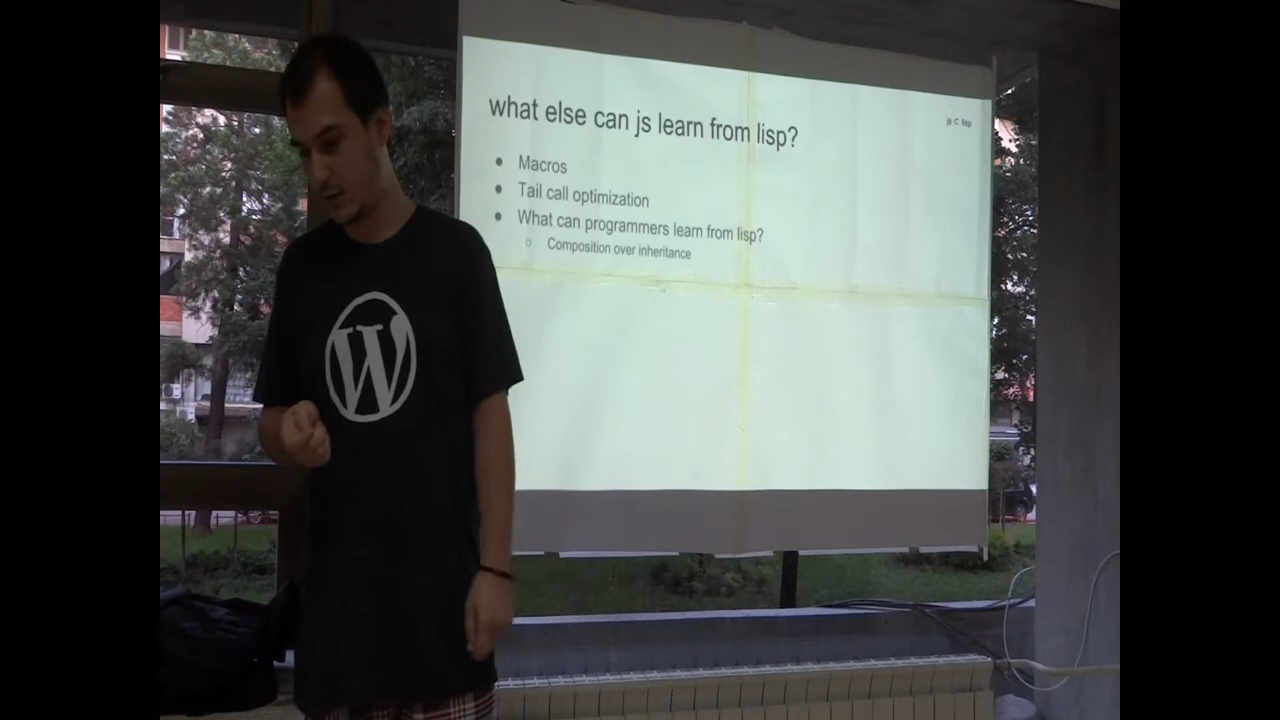 what else can js learn from lisp?
js ⊂ lisp
● Macros
● Tail call optimization
● What can programmers learn from lisp?
○ Composition over inheritance
W